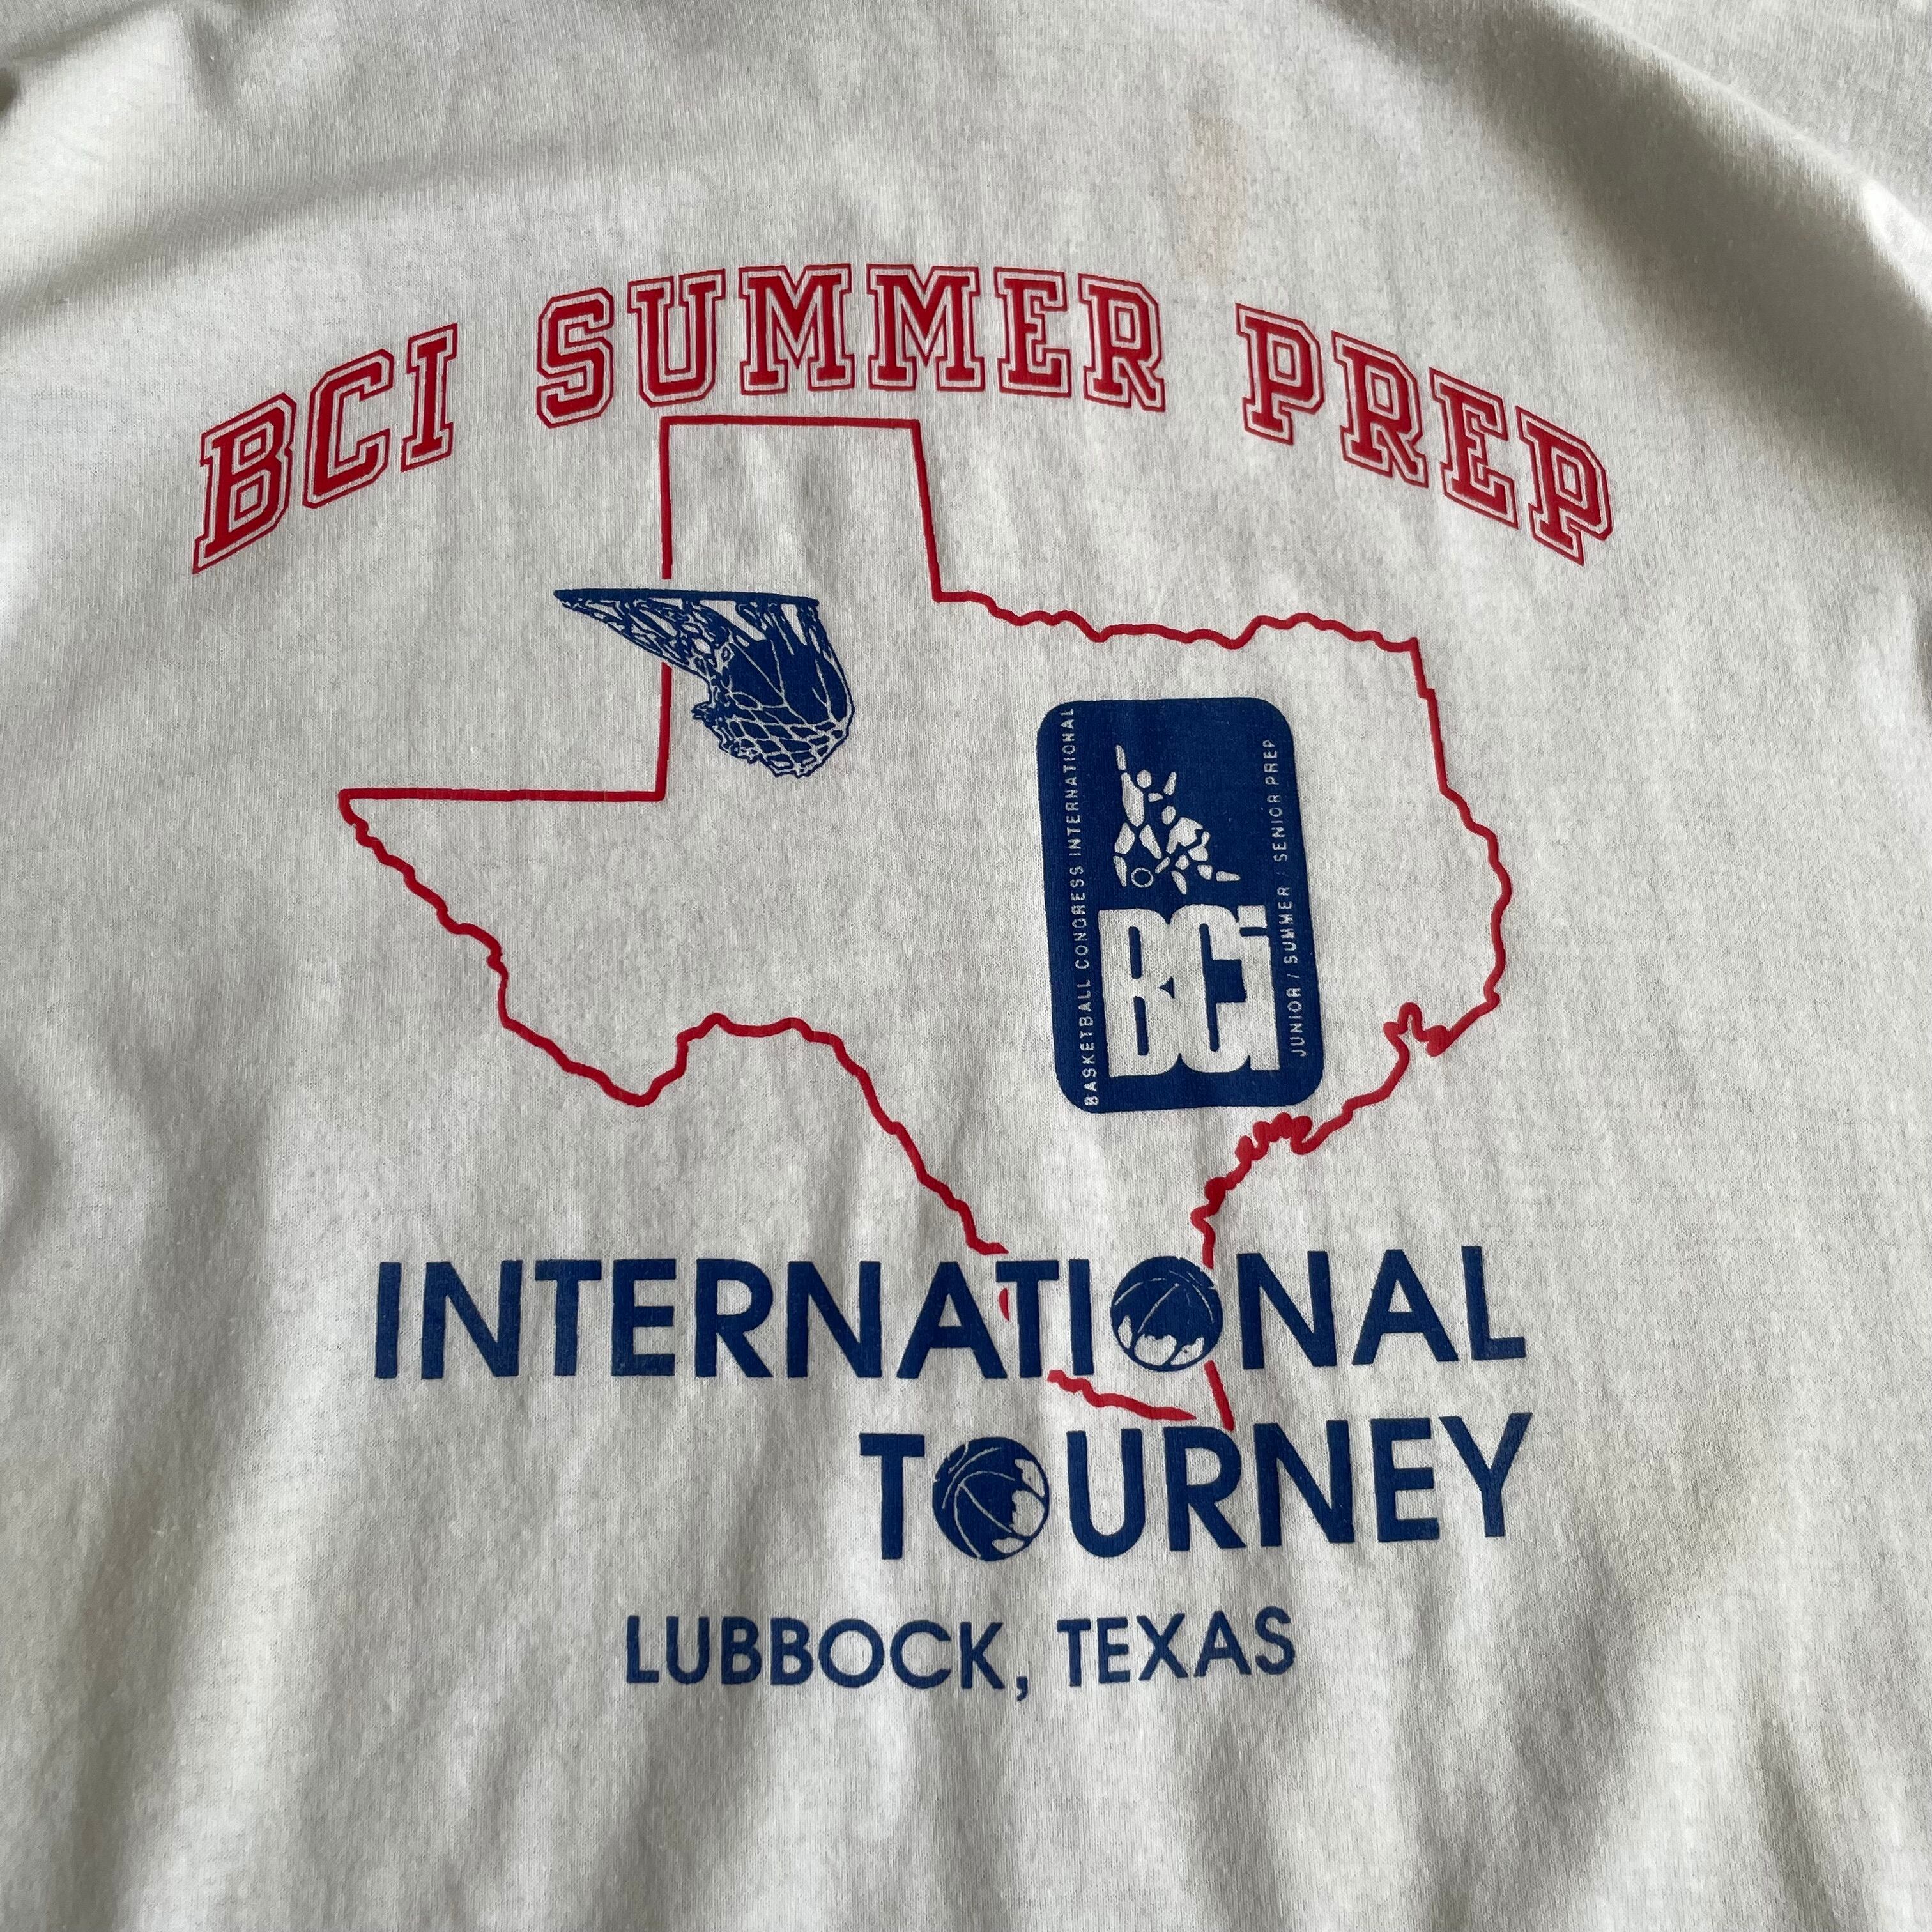 BCI SUMMER PREP
BASKETBALL CONGRESS INTERNATIONAL
BCi
JUNIOR / SUMMER / SENIOR PREP
INTERNATIONAL
TOURNEY
LUBBOCK, TEXAS